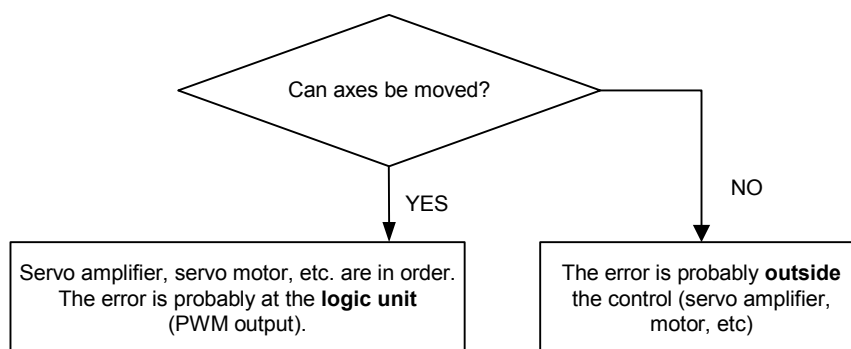 Can axes be moved?
YES
NO
Servo amplifier, servo motor, etc. are in order.
The error is probably at the logic unit
(PWM output).
The error is probably outside
the control (servo amplifier,
motor, etc)